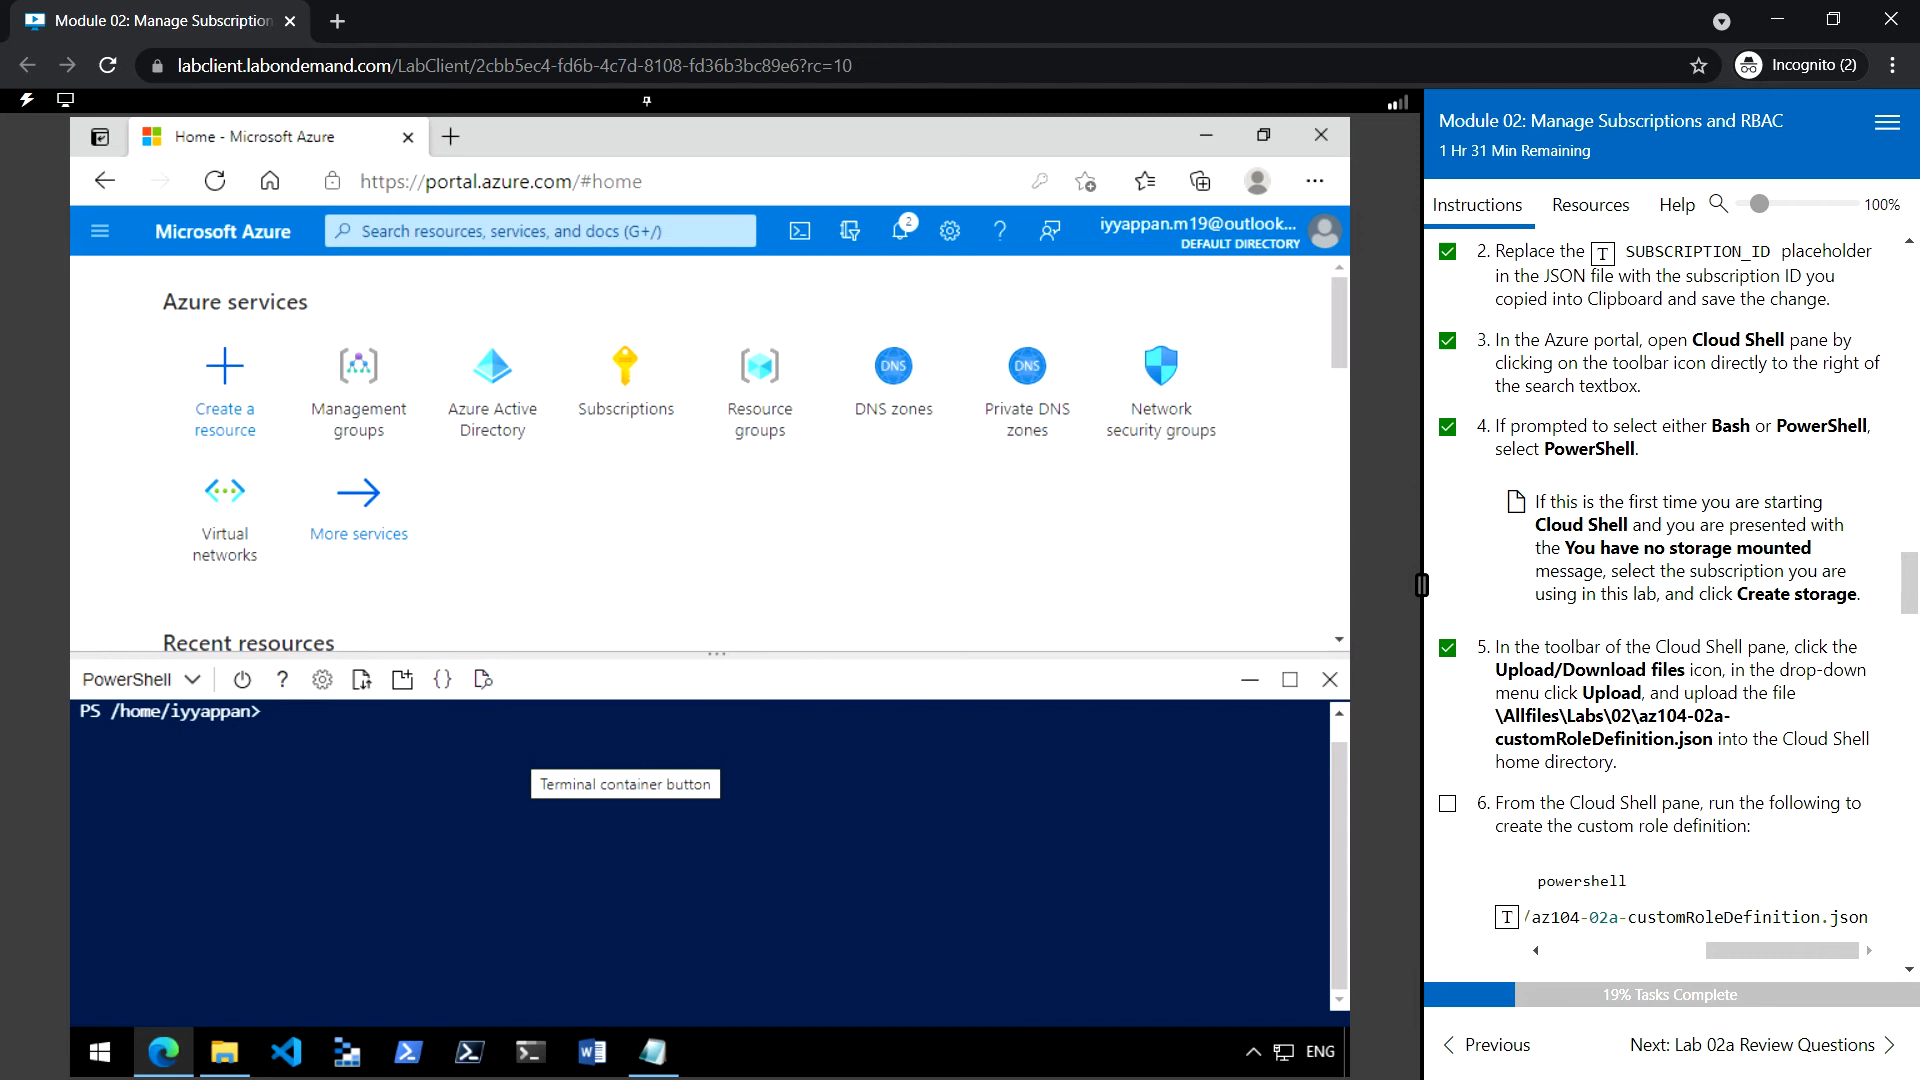 Module 02: Manage Subscription
labclient.labondemand.com/LabClient/2cbb5ec4-fd6b-4c7d-8108-fd36b3bc89e6?rc=10
Incognito (2)
Home - Microsoft Azure
https://portal.azure.com/#home
Microsoft Azure
Search resources, services, and docs (G+/)
2
iyyappan.m19@outlook...
DEFAULT DIRECTORY
Azure services
Create a
resource
Management
groups
Azure Active
Directory
Subscriptions
Resource
groups
DNS
DNS zones
DNS
Private DNS
zones
Network
security groups
Virtual
networks
More services
Recent resources
PowerShell
?
{}
PS /home/iyyappan>
Terminal container button
ENG
Module 02: Manage Subscriptions and RBAC
1 Hr 31 Min Remaining
Instructions
Resources
Help
100%
2. Replace the T SUBSCRIPTION_ID placeholder
in the JSON file with the subscription ID you
copied into Clipboard and save the change.
3. In the Azure portal, open Cloud Shell pane by
clicking on the toolbar icon directly to the right of
the search textbox.
4. If prompted to select either Bash or PowerShell,
select PowerShell.
If this is the first time you are starting
Cloud Shell and you are presented with
the You have no storage mounted
message, select the subscription you are
using in this lab, and click Create storage.
5. In the toolbar of the Cloud Shell pane, click the
Upload/Download files icon, in the drop-down
menu click Upload, and upload the file
\Allfiles\Labs\02\az104-02a-
customRoleDefinition.json into the Cloud Shell
home directory.
6. From the Cloud Shell pane, run the following to
create the custom role definition:
powershell
T /az104-02a-customRoleDefinition.json
19% Tasks Complete
Previous
Next: Lab 02a Review Questions